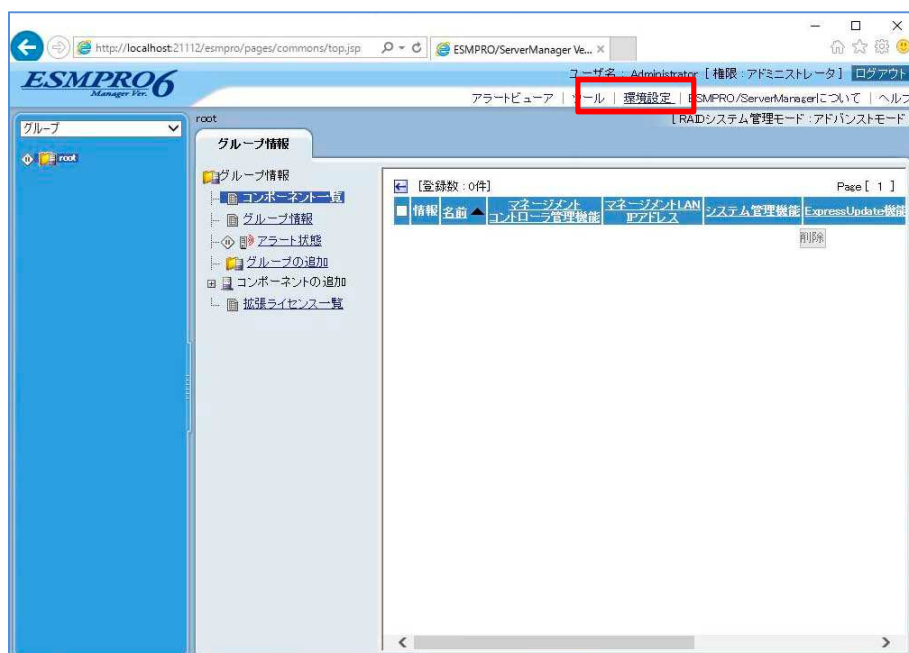 http://localhost:21112/esmpro/pages/commons/top.jsp
ESMPRO/ServerManager Ve...
ESMPRO6
Manager Ver.
ユーザ名 : Administrator [ 権限 : アドミニストレータ ] ログアウト
アラートビューア | ツール | 環境設定 | ESMPRO/ServerManagerについて | ヘルプ
グループ
root
root
[ RAIDシステム管理モード : アドバンストモード
グループ情報
グループ情報
コンポーネント一覧
グループ情報
アラート状態
グループの追加
コンポーネントの追加
拡張ライセンス一覧
[登録数 : 0件]
Page [ 1 ]
情報 名前 マネージメントコントローラ管理機能 マネージメントLAN IPアドレス システム管理機能 ExpressUpdate機能
削除